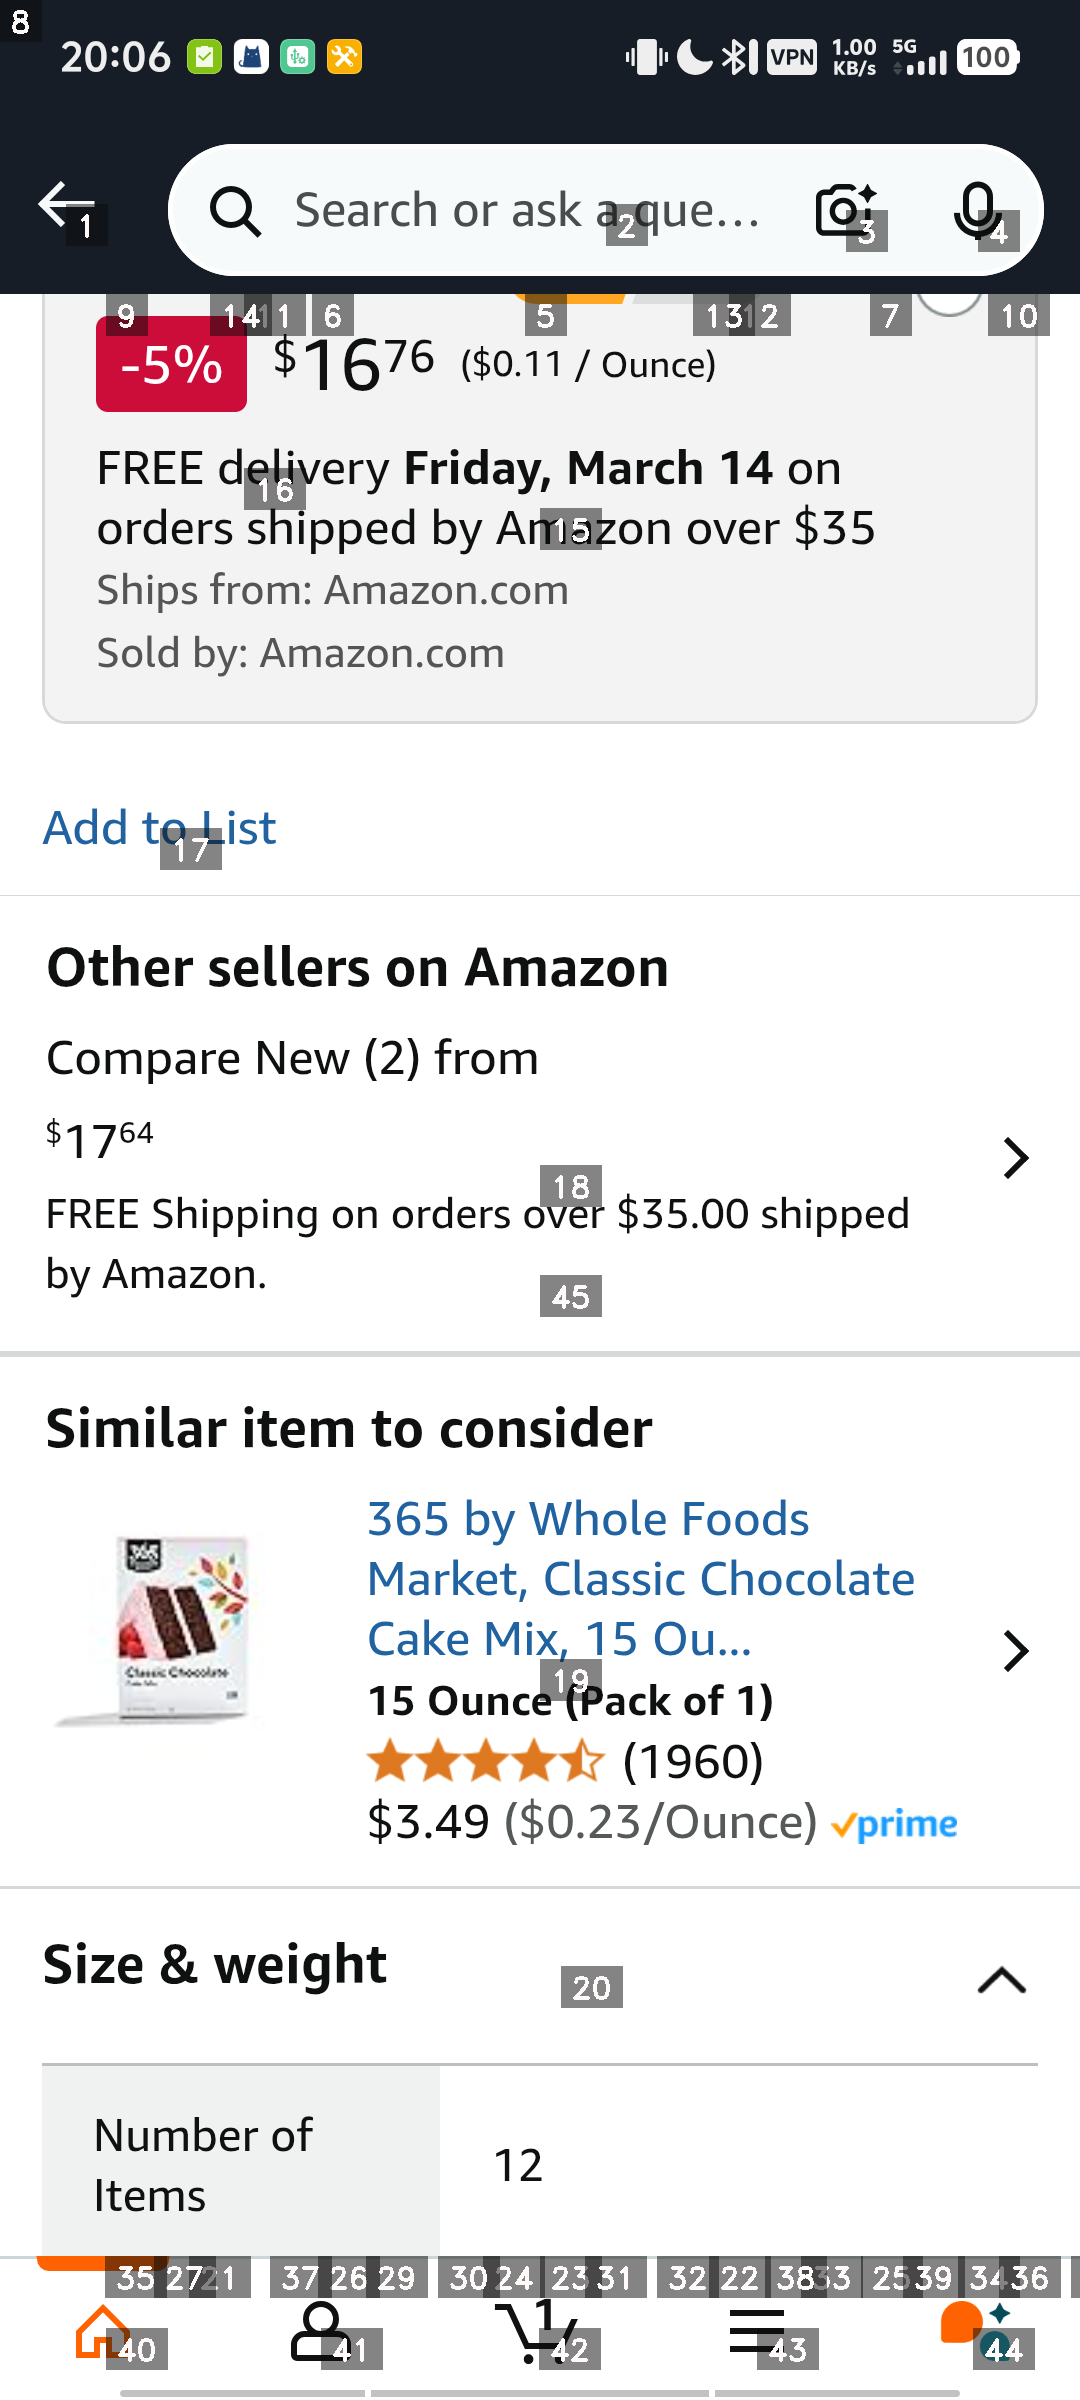 8
20:06
VPN
1.00 KB/s
5G
100
1
Search or ask a que...
2
3
4
9
14
11
6
5
13
12
7
10
-5%
$16 76 ($0.11 / Ounce)
FREE delivery Friday, March 14 on
16
orders shipped by Amazon over $35
15
Ships from: Amazon.com
Sold by: Amazon.com
Add to List
17
Other sellers on Amazon
Compare New (2) from
$17 64
18
FREE Shipping on orders over $35.00 shipped
by Amazon.
45
Similar item to consider
365 by Whole Foods
Market, Classic Chocolate
Cake Mix, 15 Ou...
19
15 Ounce (Pack of 1)
(1960)
$3.49 ($0.23/Ounce) prime
365
Classic Chocolate
Size & weight
20
Number of
Items
12
35 27 21 37 26 29 30 24 23 31 32 22 38 33 25 39 34 36
1
40
41
42
43
44